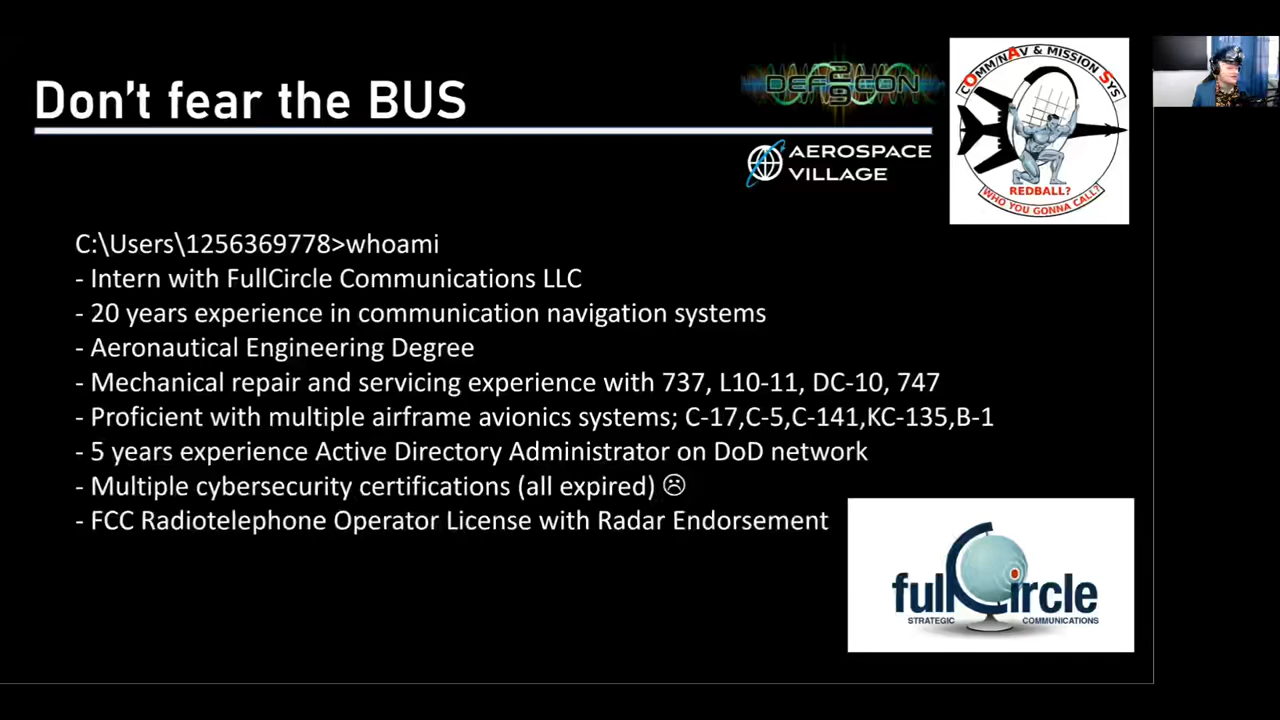 Don't fear the BUS
DEF CON
29
AEROSPACE
VILLAGE
COMM/NAV & MISSION SYS
REDBALL?
WHO YOU GONNA CALL?
C:\Users\1256369778>whoami
- Intern with FullCircle Communications LLC
- 20 years experience in communication navigation systems
- Aeronautical Engineering Degree
- Mechanical repair and servicing experience with 737, L10-11, DC-10, 747
- Proficient with multiple airframe avionics systems; C-17,C-5,C-141,KC-135,B-1
- 5 years experience Active Directory Administrator on DoD network
- Multiple cybersecurity certifications (all expired) ☹
- FCC Radiotelephone Operator License with Radar Endorsement
fullCircle
STRATEGIC COMMUNICATIONS